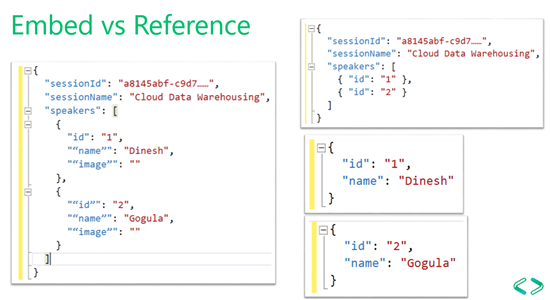 Embed vs Reference
{
"sessionId": "a8145abf-c9d7……",
"sessionName": "Cloud Data Warehousing",
"speakers": [
{
"id": "1",
"“name”": "Dinesh",
"“image”": ""
},
{
"“id”": "2",
"“name”": "Gogula",
"“image”": ""
}
]
}
{
"sessionId": "a8145abf-c9d7……",
"sessionName": "Cloud Data Warehousing",
"speakers": [
{ "id": "1" },
{ "id": "2" }
]
}
{
"id": "1",
"name": "Dinesh"
}
{
"id": "2",
"name": "Gogula"
}